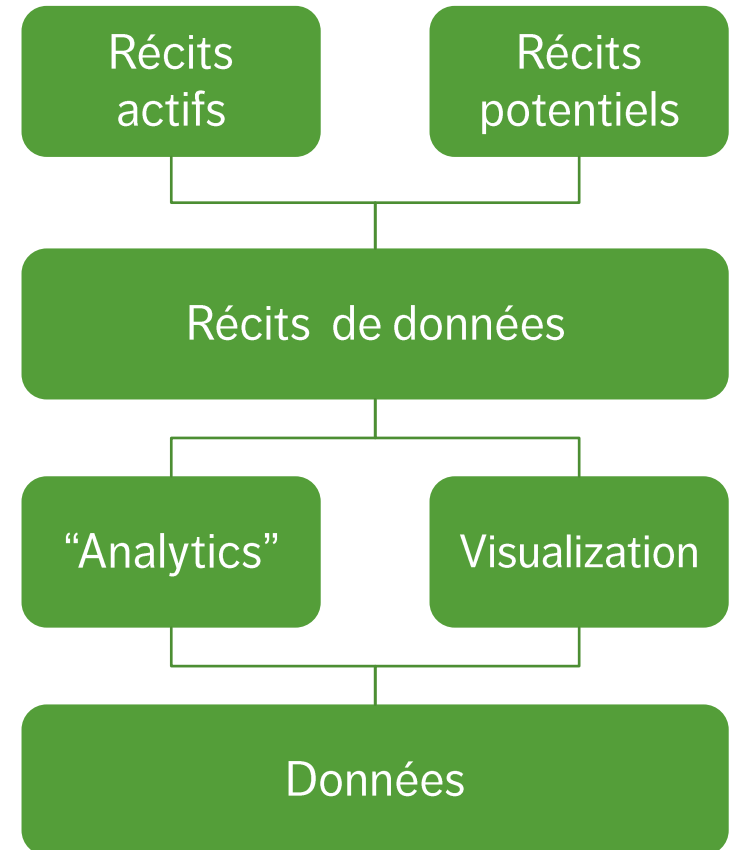 Récits
actifs
Récits
potentiels
Récits de données
“Analytics”
Visualization
Données